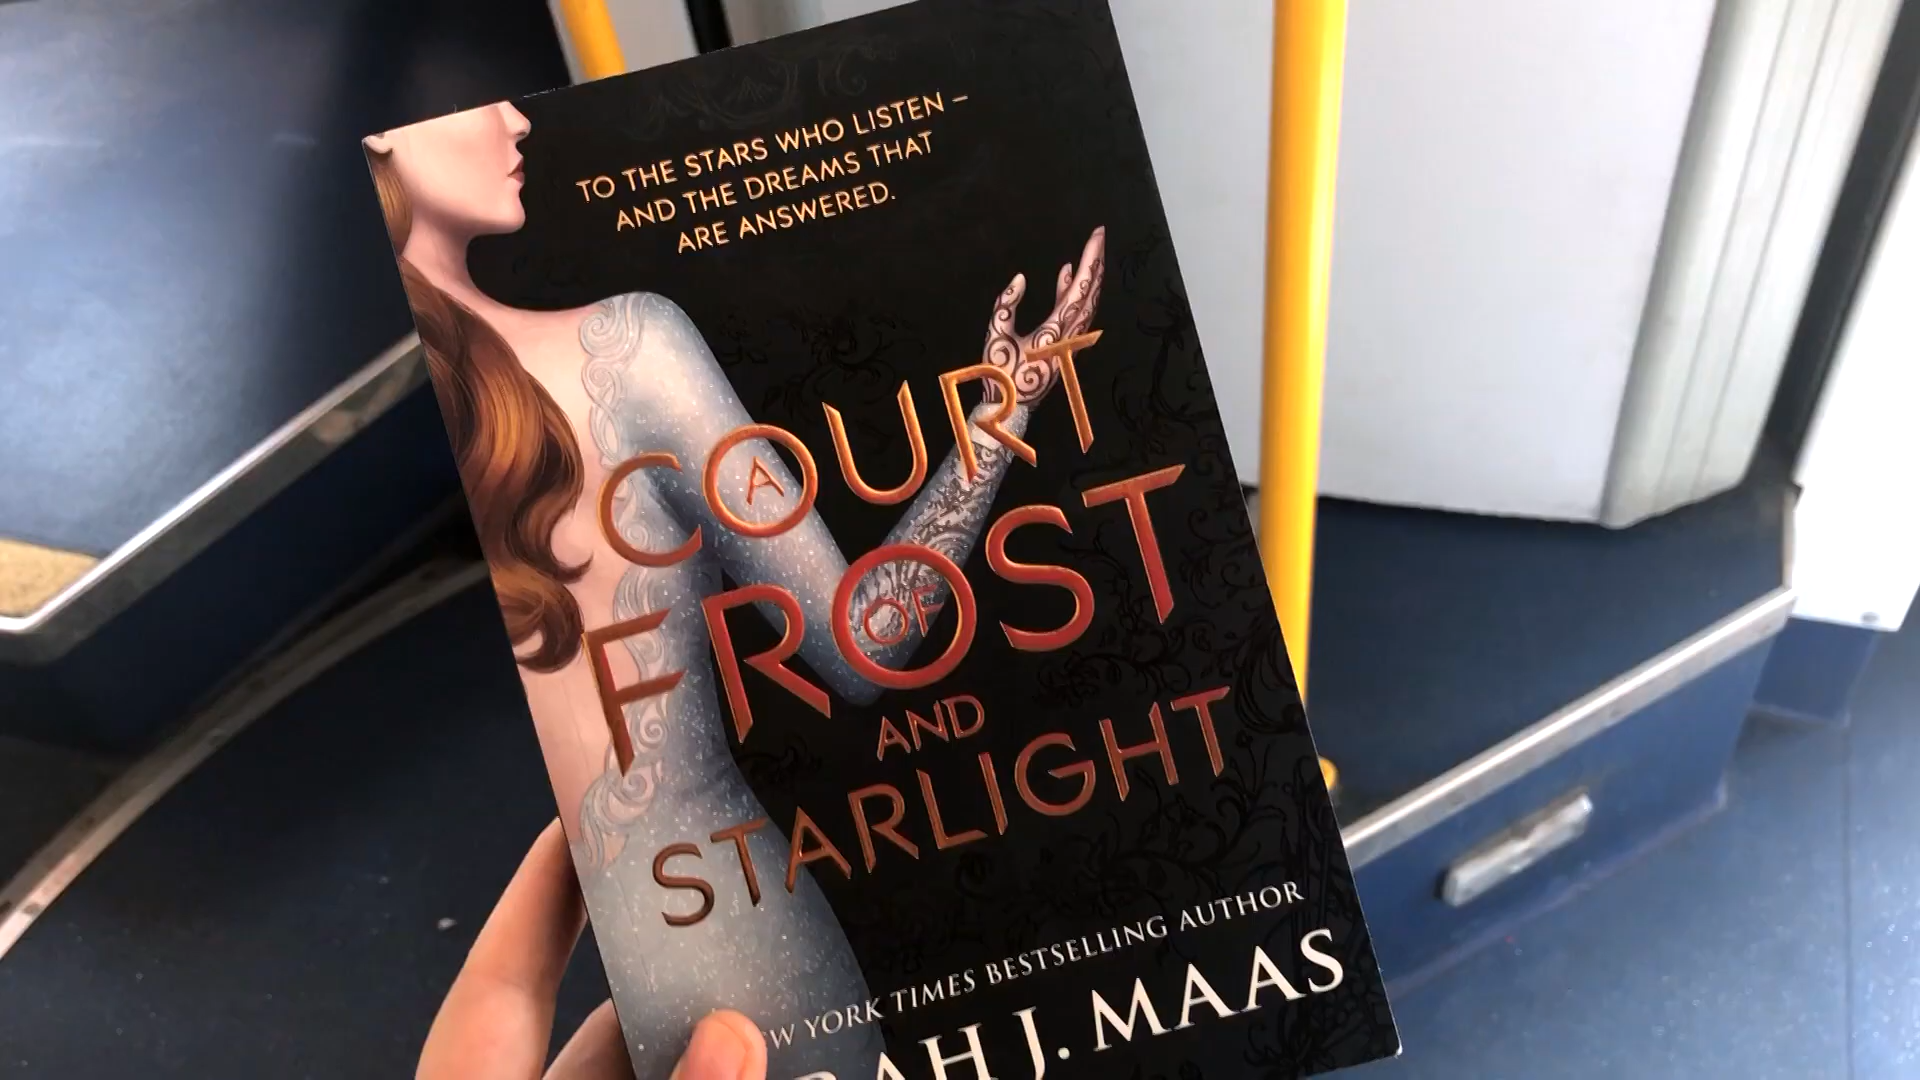 TO THE STARS WHO LISTEN –
AND THE DREAMS THAT
ARE ANSWERED.
A
COURT
OF
FROST
AND
STARLIGHT
YORK TIMES BESTSELLING AUTHOR
J. MAAS